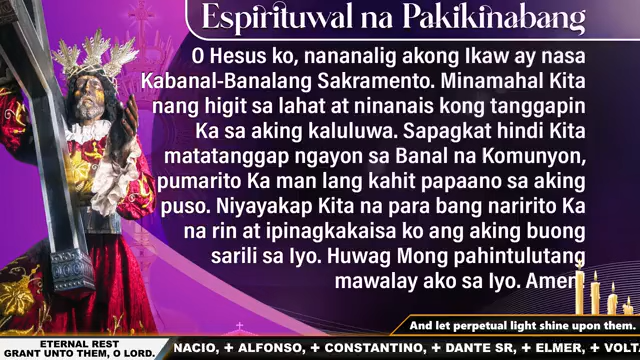 Espirituwal na Pakikinabang
O Hesus ko, nananalig akong Ikaw ay nasa
Kabanal-Banalang Sakramento. Minamahal Kita
nang higit sa lahat at ninanais kong tanggapin
Ka sa aking kaluluwa. Sapagkat hindi Kita
matatanggap ngayon sa Banal na Komunyon,
pumarito Ka man lang kahit papaano sa aking
puso. Niyayakap Kita na para bang naririto Ka
na rin at ipinagkakaisa ko ang aking buong
sarili sa Iyo. Huwag Mong pahintulutang
mawalay ako sa Iyo. Amen.
And let perpetual light shine upon them.
ETERNAL REST
GRANT UNTO THEM, O LORD.
NACIO, + ALFONSO, + CONSTANTINO, + DANTE SR, + ELMER, + VOLT